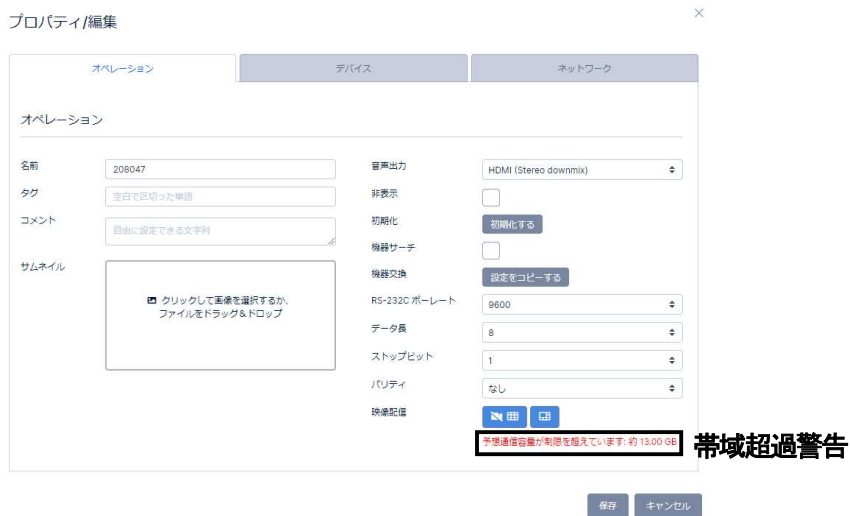 プロパティ/編集
×
オペレーション
デバイス
ネットワーク
オペレーション
名前
208047
タグ
空白で区切った単語
コメント
自由に設定できる文字列
サムネイル
クリックして画像を選択するか、
ファイルをドラッグ&ドロップ
音声出力
HDMI (Stereo downmix)
非表示
初期化
初期化する
機器サーチ
機器交換
設定をコピーする
RS-232C ボーレート
9600
データ長
8
ストップビット
1
パリティ
なし
映像配信
予想通信容量が制限を超えています: 約 13.00 GB
帯域超過警告
保存
キャンセル